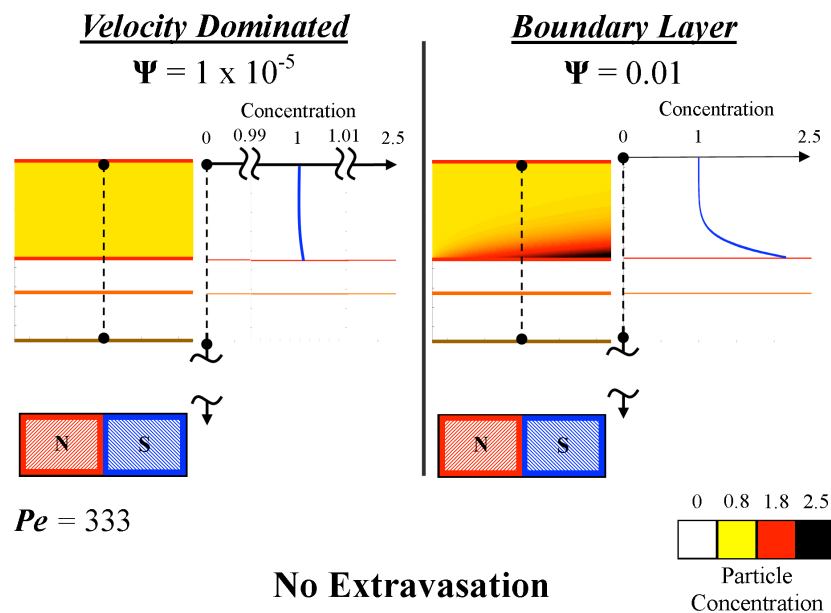 Velocity Dominated
Ψ = 1 x 10-5
Concentration
0 0.99 1 1.01 2.5
N S
Pe = 333
Boundary Layer
Ψ = 0.01
Concentration
0 1 2.5
N S
0 0.8 1.8 2.5
Particle
Concentration
No Extravasation